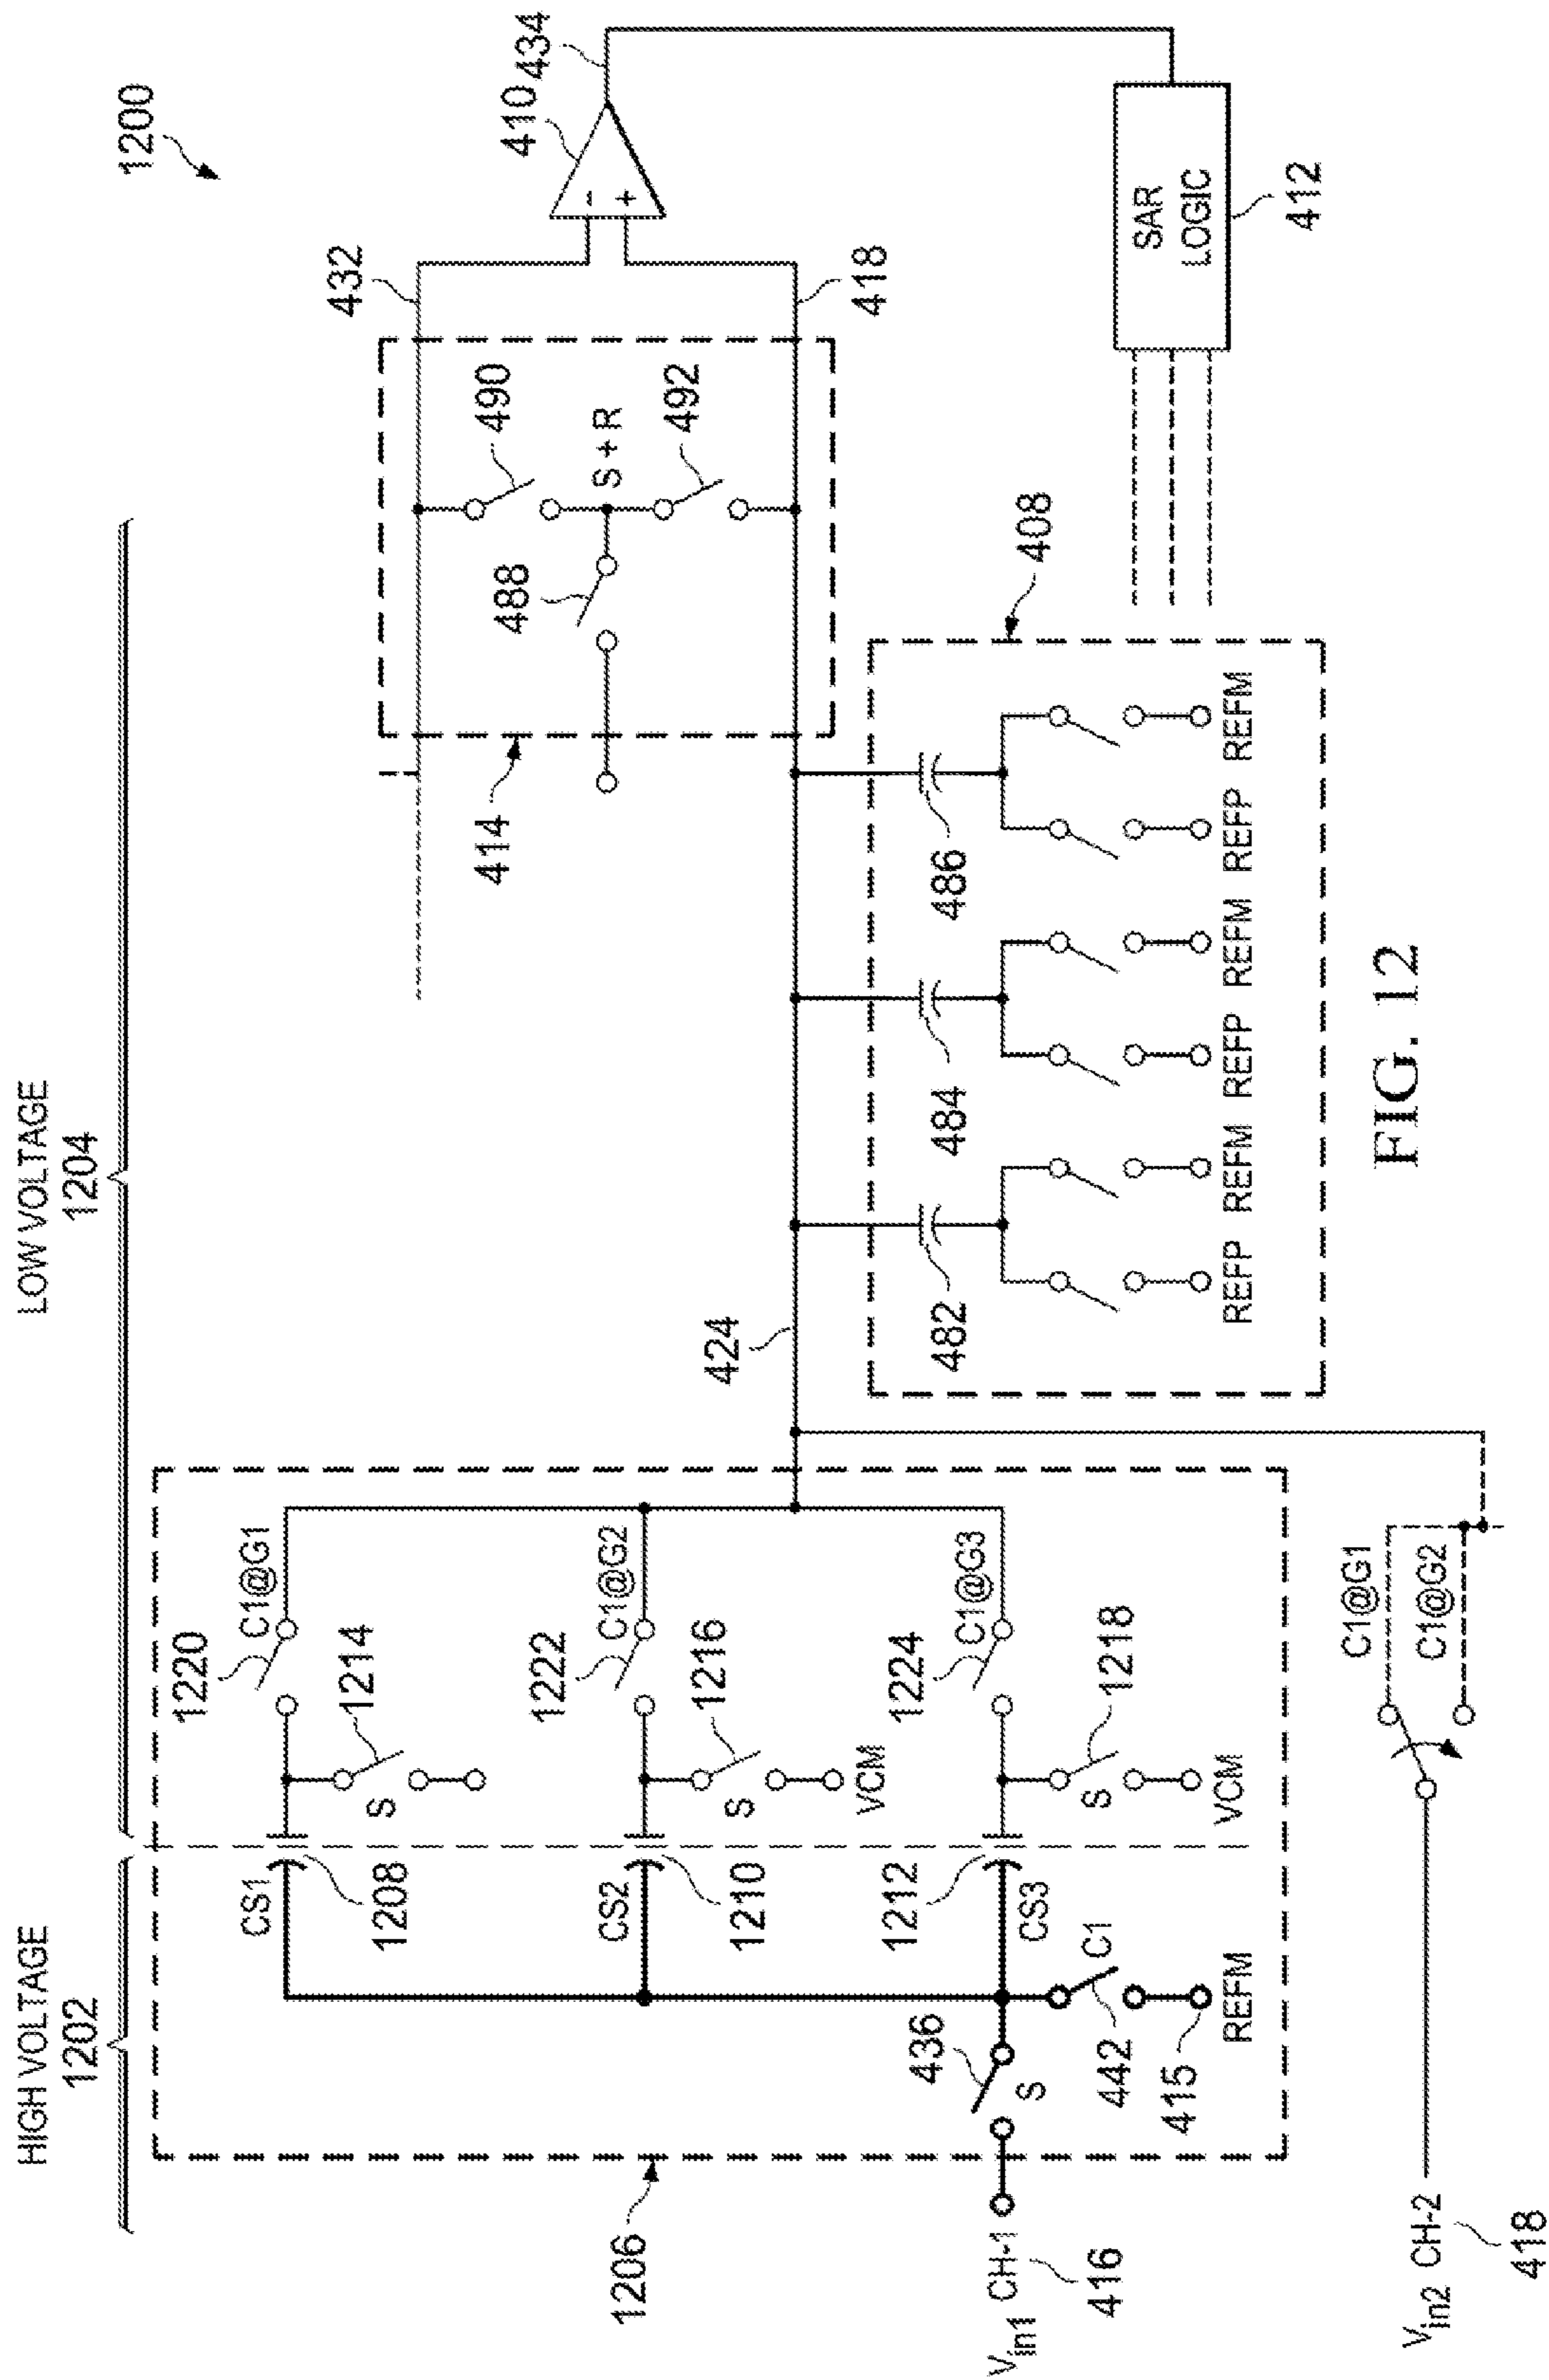 1200
HIGH VOLTAGE
1202
LOW VOLTAGE
1204
1206
CS1
1208
1220
C1@G1
1214
S
CS2
1210
1222
C1@G2
1216
S
VCM
CS3
1212
1224
C1@G3
1218
S
VCM
436
S
C1
442
415
REFM
Vin1 CH-1
416
Vin2 CH-2
418
C1@G1
C1@G2
424
432
414
488
490
S + R
492
418
-
+
410
434
408
482
484
486
REFP REFM REFP REFM REFP REFM
SAR
LOGIC
412
FIG. 12